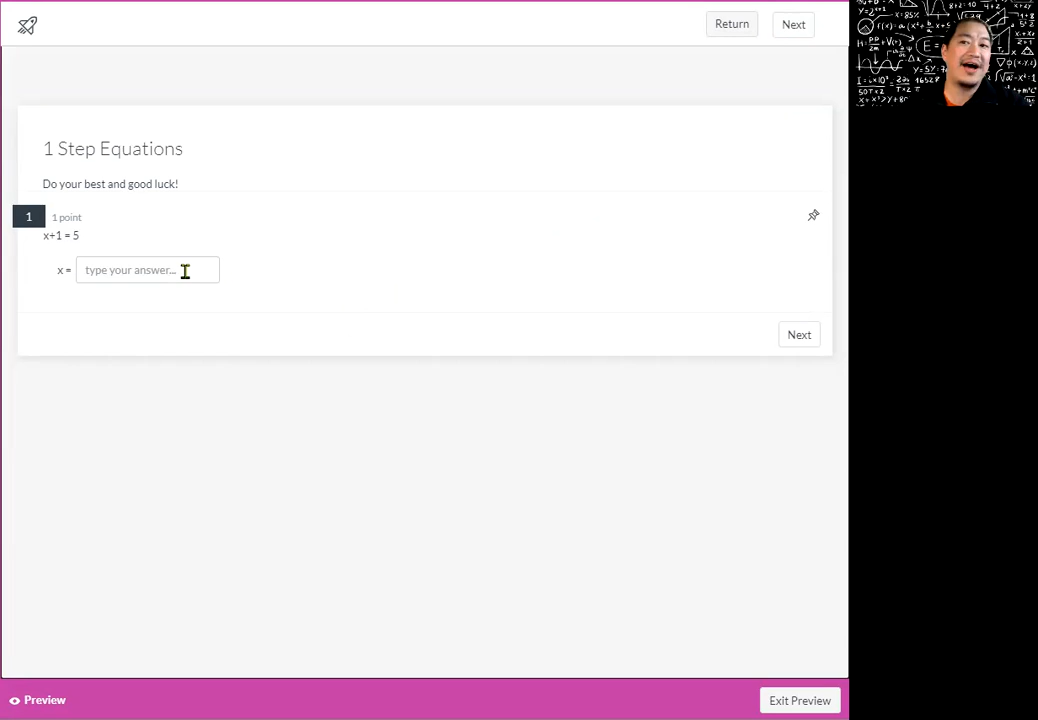 Return
Next
1 Step Equations
Do your best and good luck!
1
1 point
x+1 = 5
x =
type your answer...
Next
Preview
Exit Preview